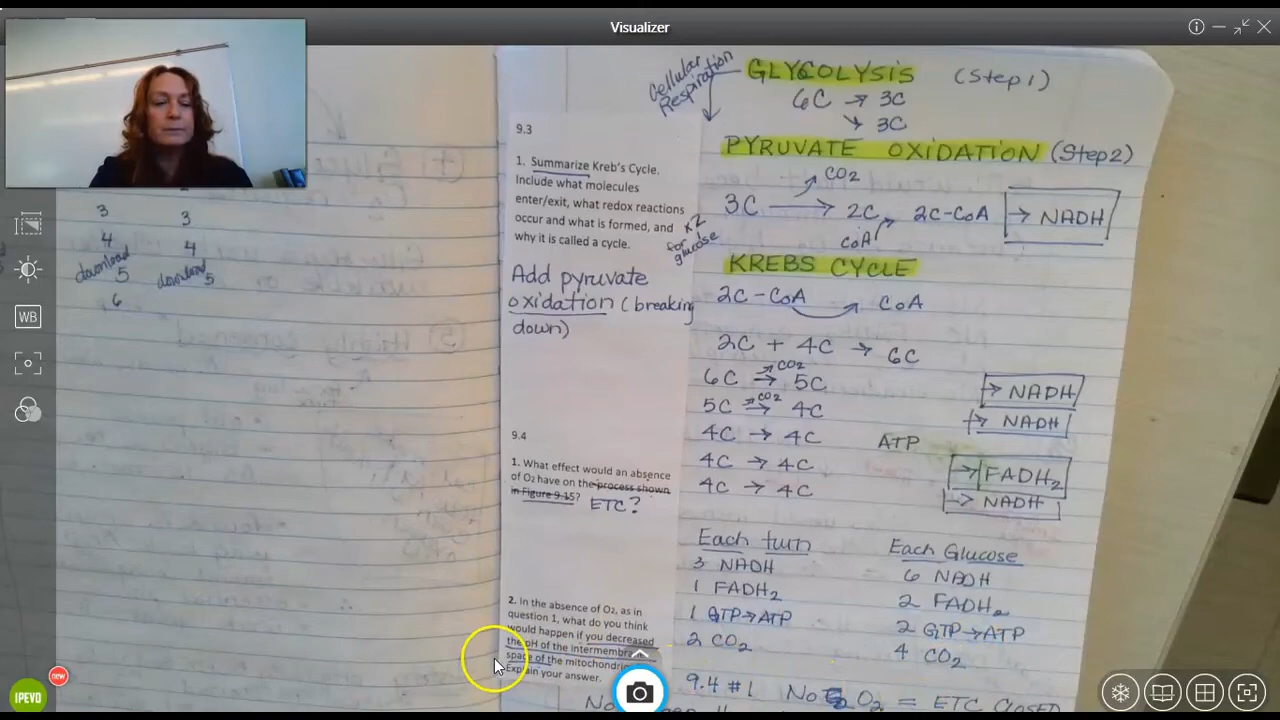 Visualizer
Cellular
Respiration
GLYCOLYSIS (Step 1)
6C → 3C
↘ 3C
PYRUVATE OXIDATION (Step 2)
CO2
3C → 2C 2C-CoA → NADH
CoA
x2
for
glucose
KREBS CYCLE
2C-CoA CoA
2C + 4C → 6C
CO2
6C → 5C → NADH
CO2
5C → 4C → NADH
4C → 4C ATP
4C → 4C → FADH2
4C → 4C → NADH
Each turn
3 NADH
1 FADH2
1 GTP→ATP
2 CO2
Each Glucose
6 NADH
2 FADH2
2 GTP→ATP
4 CO2
9.4 #1 No O2 = ETC CLOSED
9.3
1. Summarize Kreb's Cycle.
Include what molecules
enter/exit, what redox reactions
occur and what is formed, and
why it is called a cycle.
Add pyruvate
oxidation (breaking
down)
9.4
1. What effect would an absence
of O2 have on the process shown
in Figure 9.15? ETC?
2. In the absence of O2, as in
question 1, what do you think
would happen if you decreased
the pH of the intermembrane
space of the mitochondrion
Explain your answer.
3 3
4 4
download download
5 5
6
WB
IPEVO
new